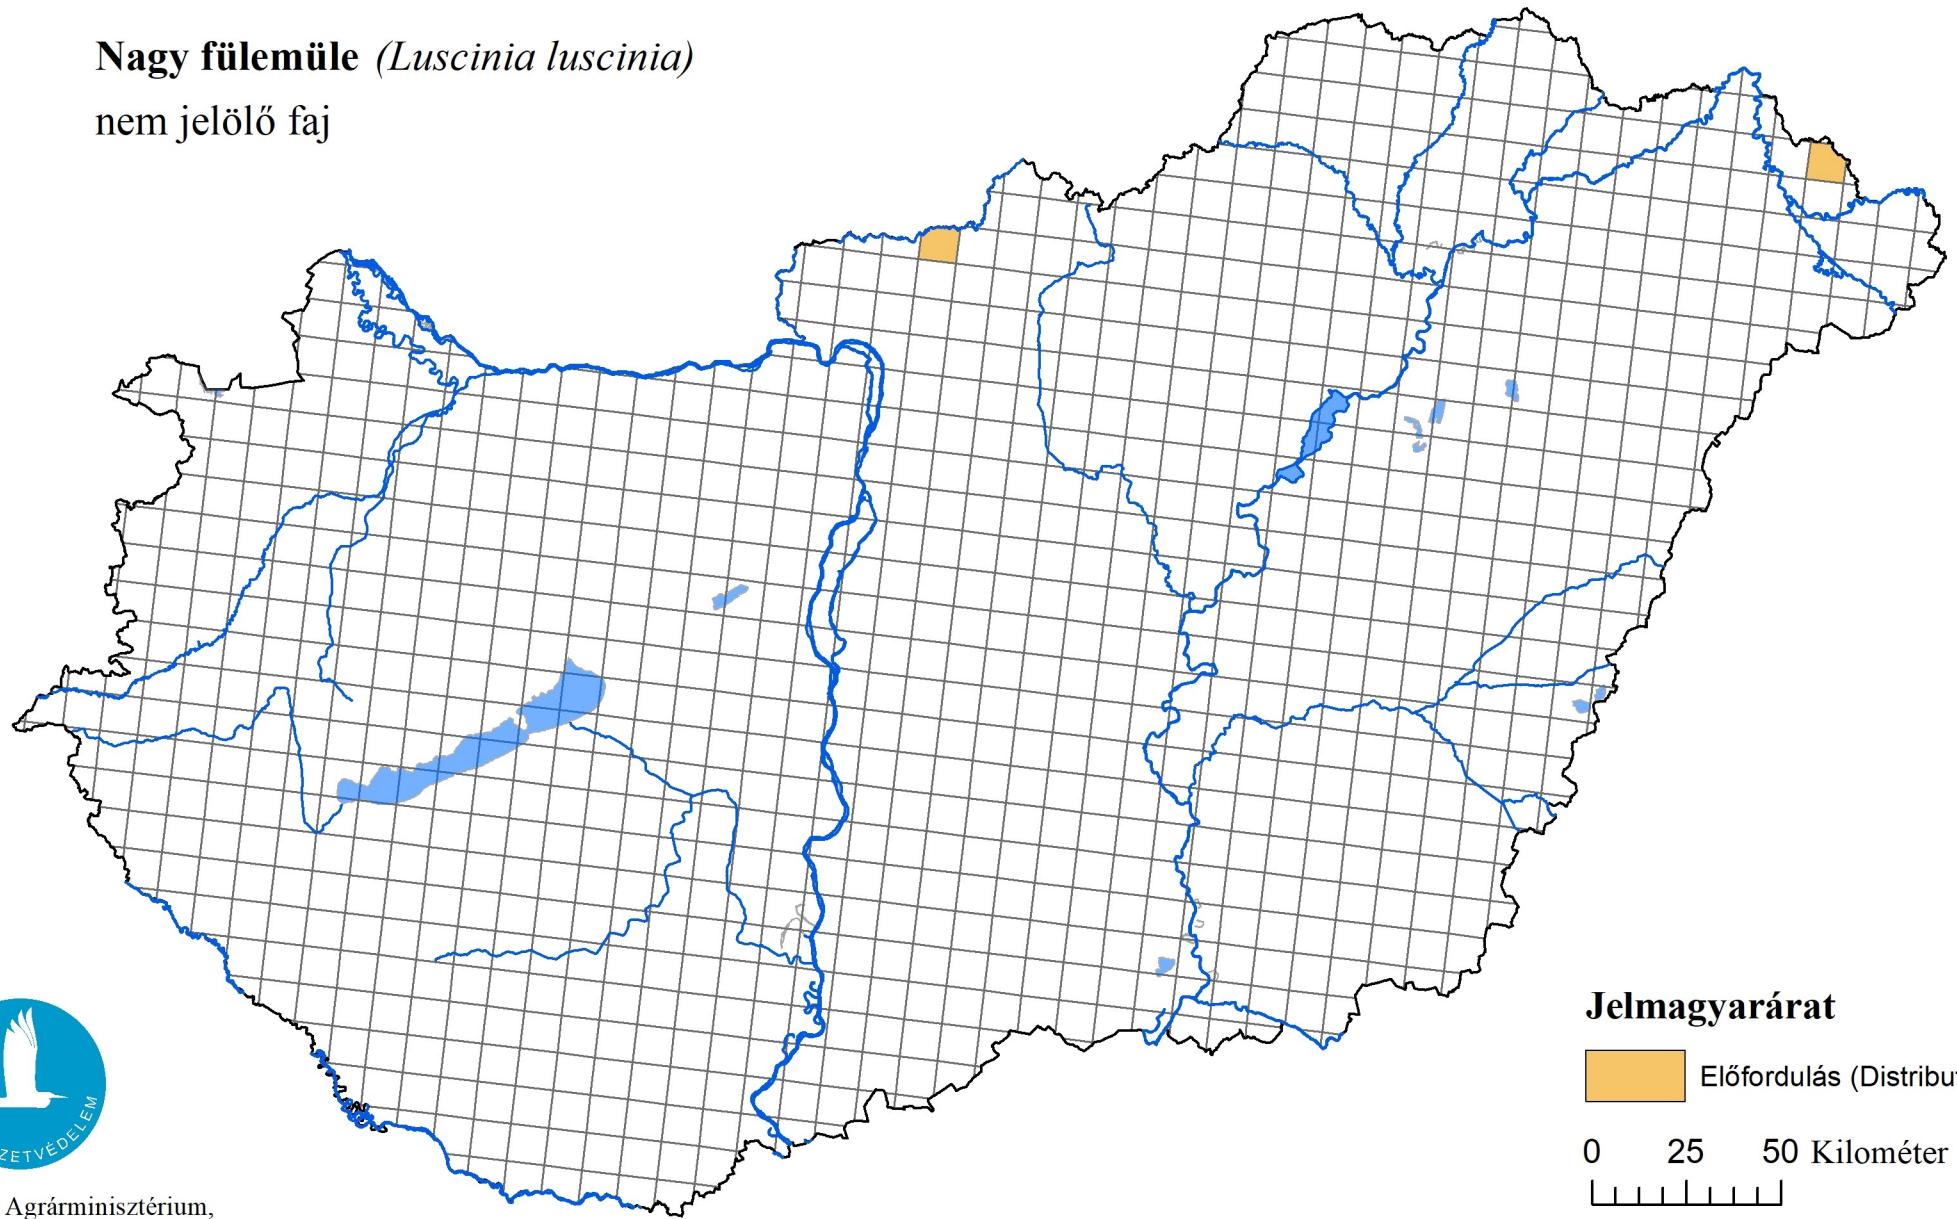 Nagy fülemüle (Luscinia luscinia)
nem jelölő faj
Jelmagyarárat
Előfordulás (Distribu
0 25 50 Kilométer
ZETVÉDELEM
Agrárminisztérium,